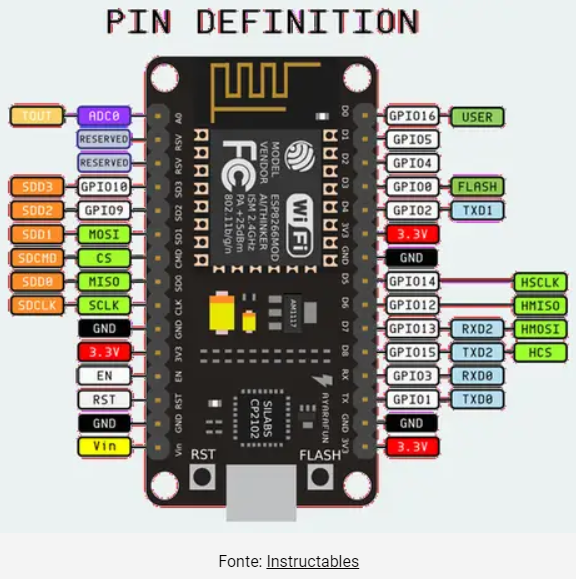 PIN DEFINITION
TOUT ADC0 A0 D0 GPIO16 USER
RESERVED RSV D1 GPIO5
RESERVED RSV D2 GPIO4
SDD3 GPIO10 SD3 D3 GPIO0 FLASH
SDD2 GPIO9 SD2 D4 GPIO2 TXD1
SDD1 MOSI SD1 3V3 3.3V
SDCMD CS CMD GND GND
SDD0 MISO SD0 D5 GPIO14 HSCLK
SDCLK SCLK CLK D6 GPIO12 HMISO
GND GND D7 GPIO13 RXD2 HMOSI
3.3V 3V3 D8 GPIO15 TXD2 HCS
EN EN RX GPIO3 RXD0
RST RST TX GPIO1 TXD0
GND GND GND GND
Vin Vin 3V3 3.3V
MODEL ESP8266MOD
VENDOR AITHINKER
ISM 2.4GHz
PA +25dBm
802.11b/g/n
FC
Wi Fi
AM1117
SILABS
CP2102
AYARAFUN
RST FLASH
Fonte: Instructables